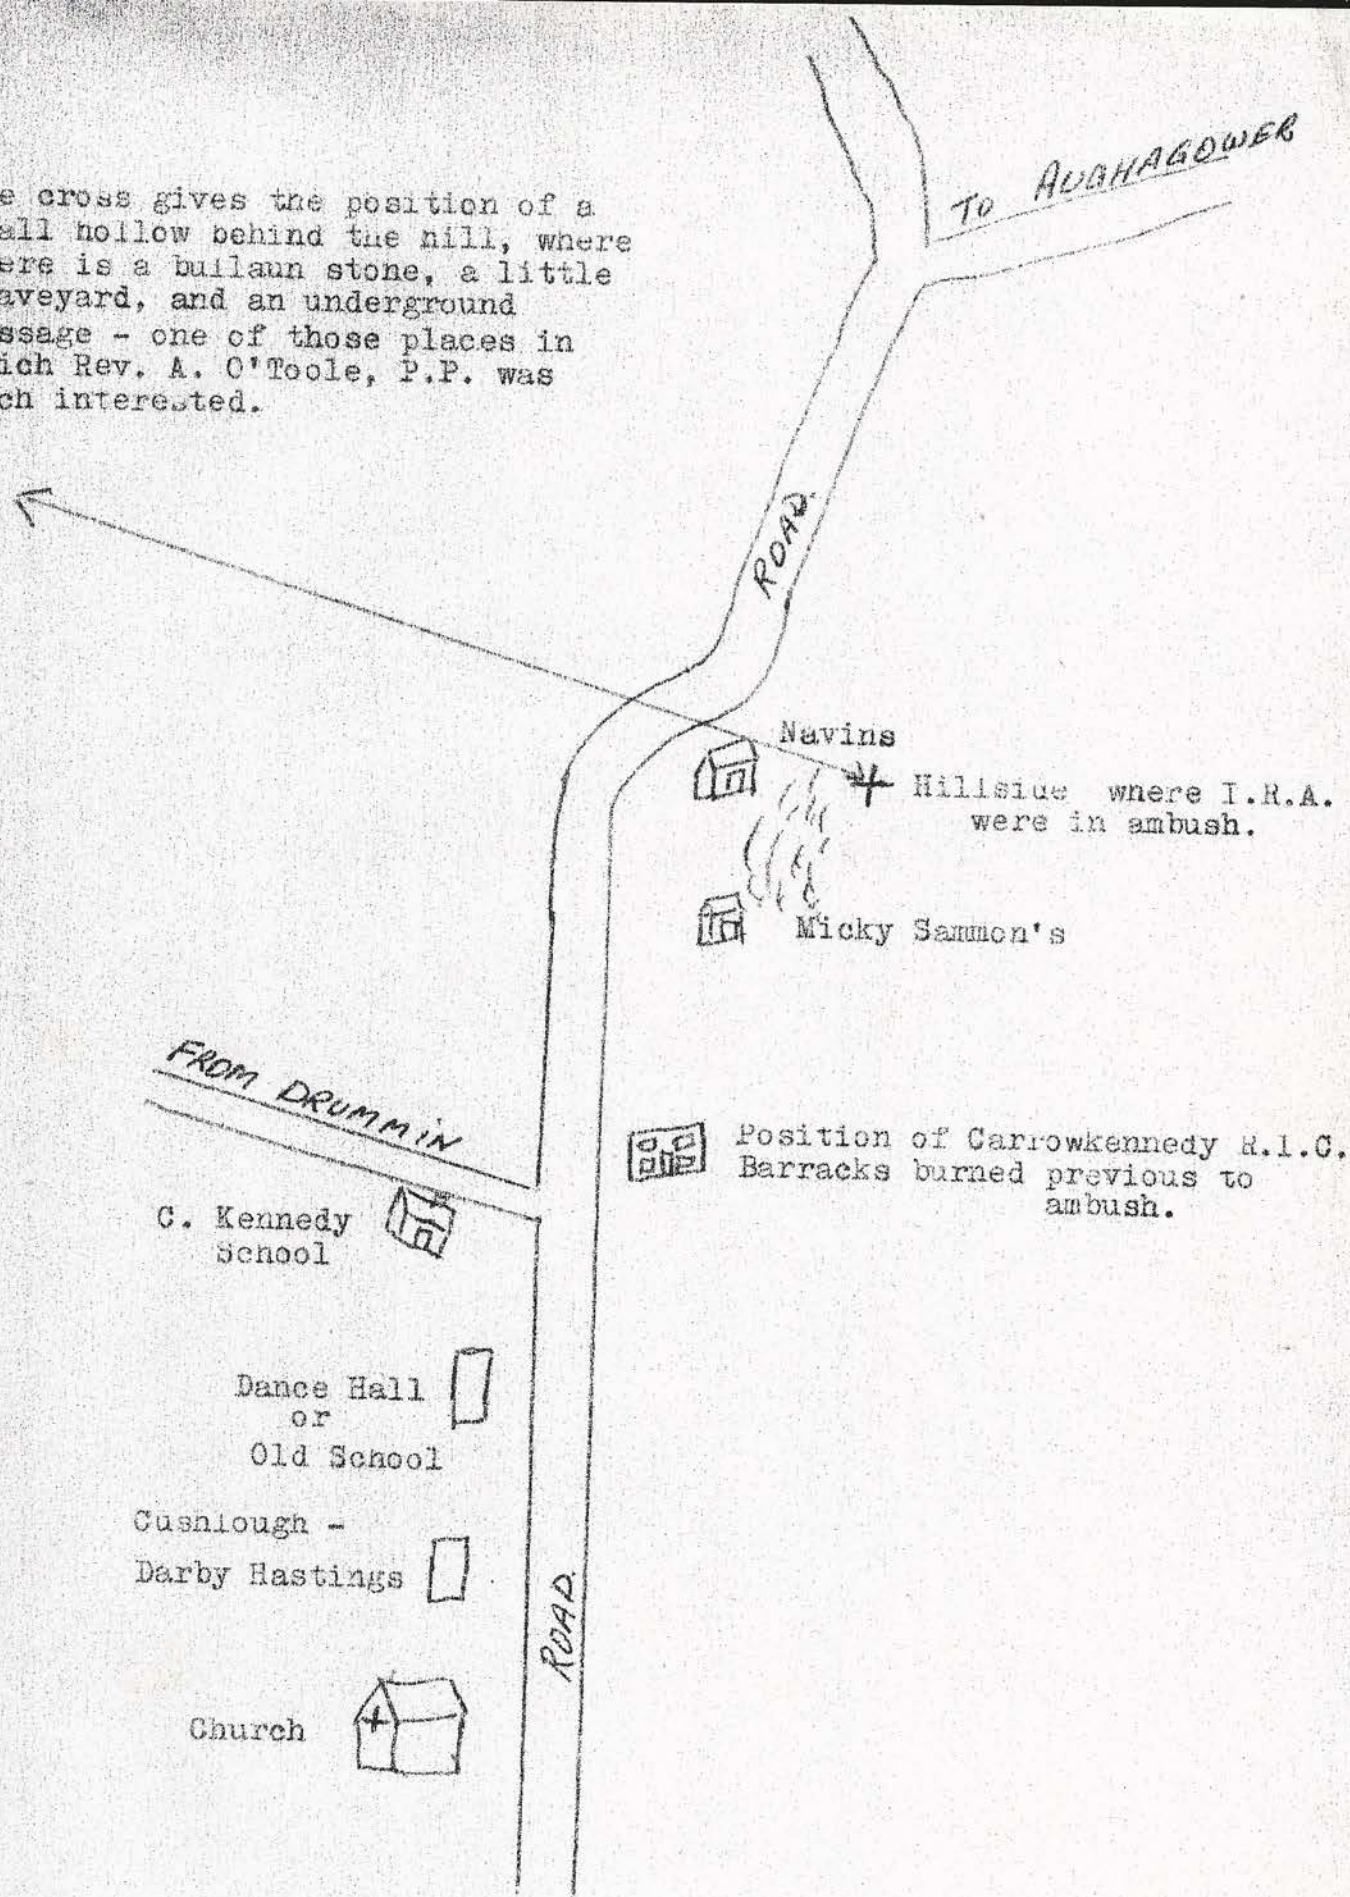 e cross gives the position of a
all hollow behind the hill, where
ere is a bullaun stone, a little
aveyard, and an underground
ssage - one of those places in
ich Rev. A. O'Toole, P.P. was
ch interested.
TO AUGHAGOWER
ROAD.
Navins
Hillside where I.R.A.
were in ambush.
Micky Sammon's
FROM DRUMMIN
Position of Carrowkennedy R.I.C.
Barracks burned previous to
ambush.
C. Kennedy
School
Dance Hall
or
Old School
Cushlough -
Darby Hastings
ROAD.
Church